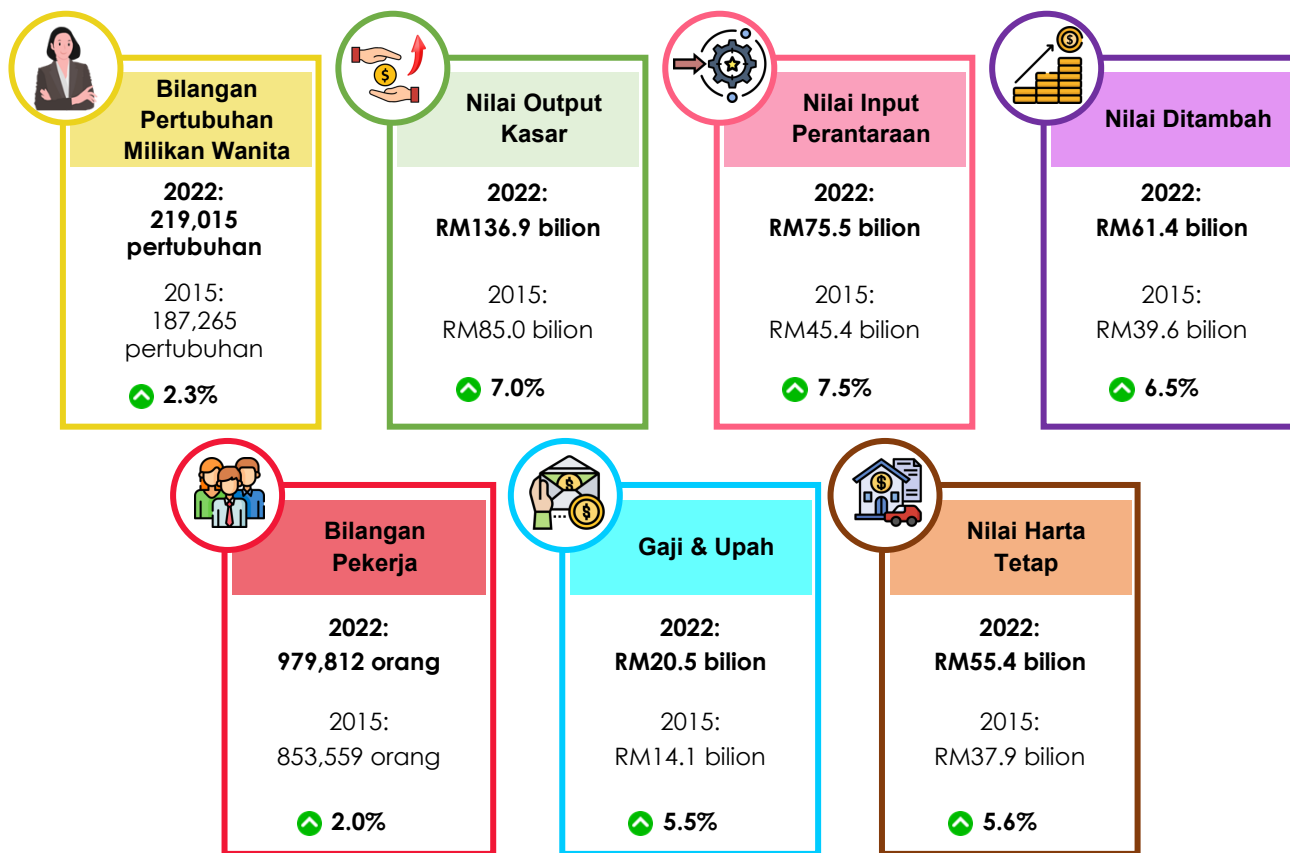 Bilangan
Pertubuhan
Milikan Wanita
2022:
219,015
pertubuhan
2015:
187,265
pertubuhan
2.3%
Nilai Output
Kasar
2022:
RM136.9 bilion
2015:
RM85.0 bilion
7.0%
Nilai Input
Perantaraan
2022:
RM75.5 bilion
2015:
RM45.4 bilion
7.5%
Nilai Ditambah
2022:
RM61.4 bilion
2015:
RM39.6 bilion
6.5%
Bilangan
Pekerja
2022:
979,812 orang
2015:
853,559 orang
2.0%
Gaji & Upah
2022:
RM20.5 bilion
2015:
RM14.1 bilion
5.5%
Nilai Harta
Tetap
2022:
RM55.4 bilion
2015:
RM37.9 bilion
5.6%